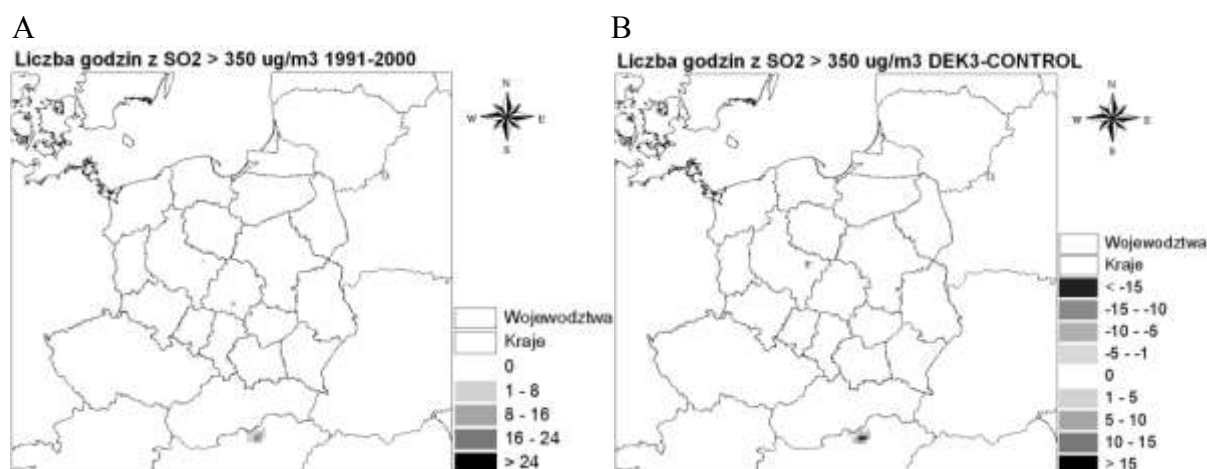 A
Liczba godzin z SO2 > 350 ug/m3 1991-2000
N
W E
S
Wojewodztwa
Kraje
0
1 - 8
8 - 16
16 - 24
> 24
B
Liczba godzin z SO2 > 350 ug/m3 DEK3-CONTROL
N
W E
S
Wojewodztwa
Kraje
< -15
-15 - -10
-10 - -5
-5 - -1
0
1 - 5
5 - 10
10 - 15
> 15